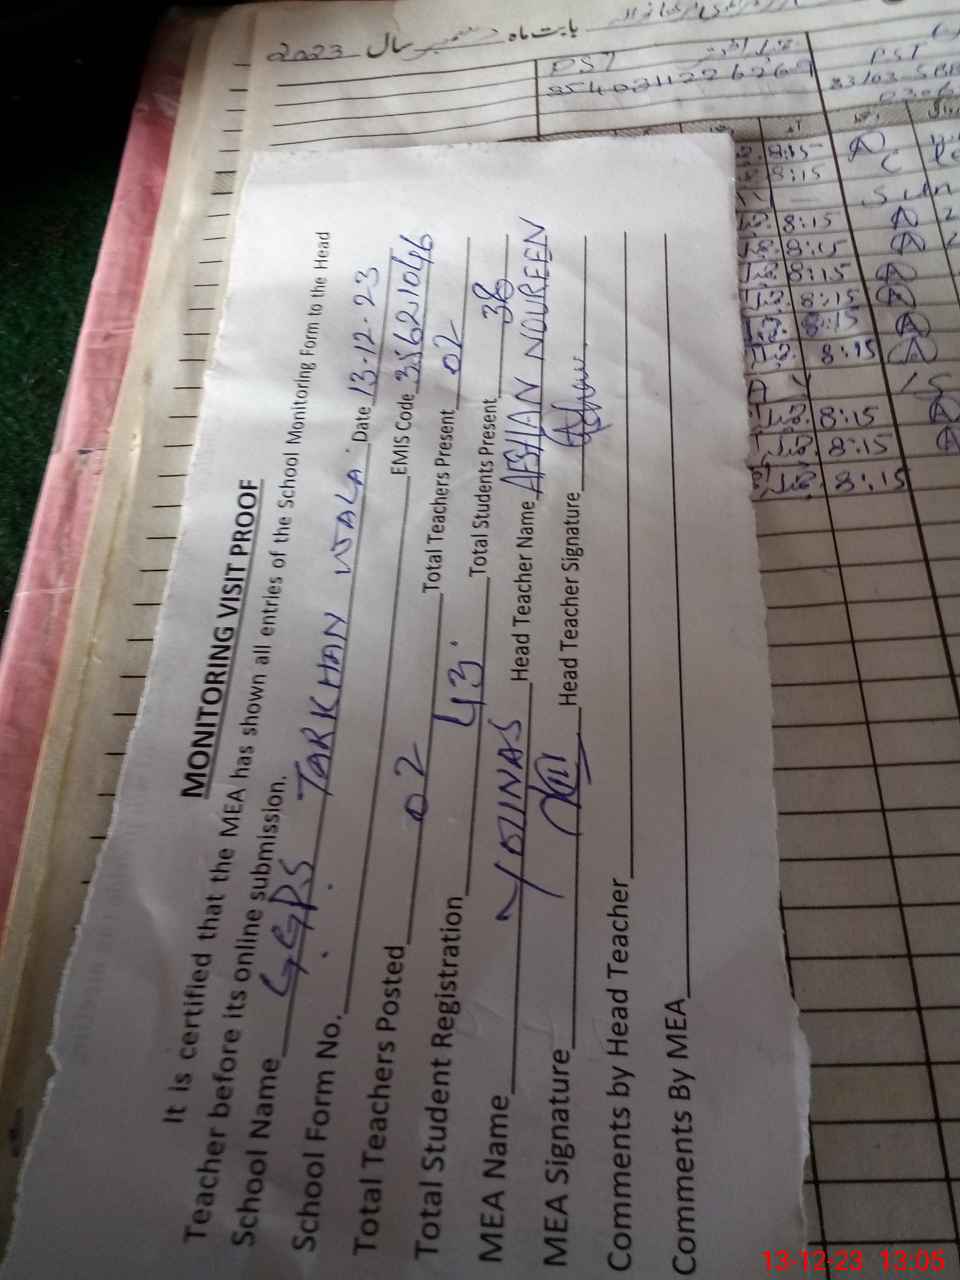 بابت ماہ دسمبر سال 2023
PST
PST
MONITORING VISIT PROOF
It is certified that the MEA has shown all entries of the School Monitoring Form to the Head
Teacher before its online submission.
School Name GGPS TARKHAN WALA. Date 13-12-23
School Form No. EMIS Code 35621046
Total Teachers Posted 02 Total Teachers Present 02
Total Student Registration 43. Total Students Present 38
MEA Name YOUNAS Head Teacher Name AFSHAN NOUREEN
MEA Signature Head Teacher Signature
Comments by Head Teacher
Comments By MEA
8:15 A
8:15 C
8:15 A
8:15 A
8:15 A
8:15 A
8:15 A
8:15 A
8:15 A
8:15 A
8:15
13-12-23 13:05